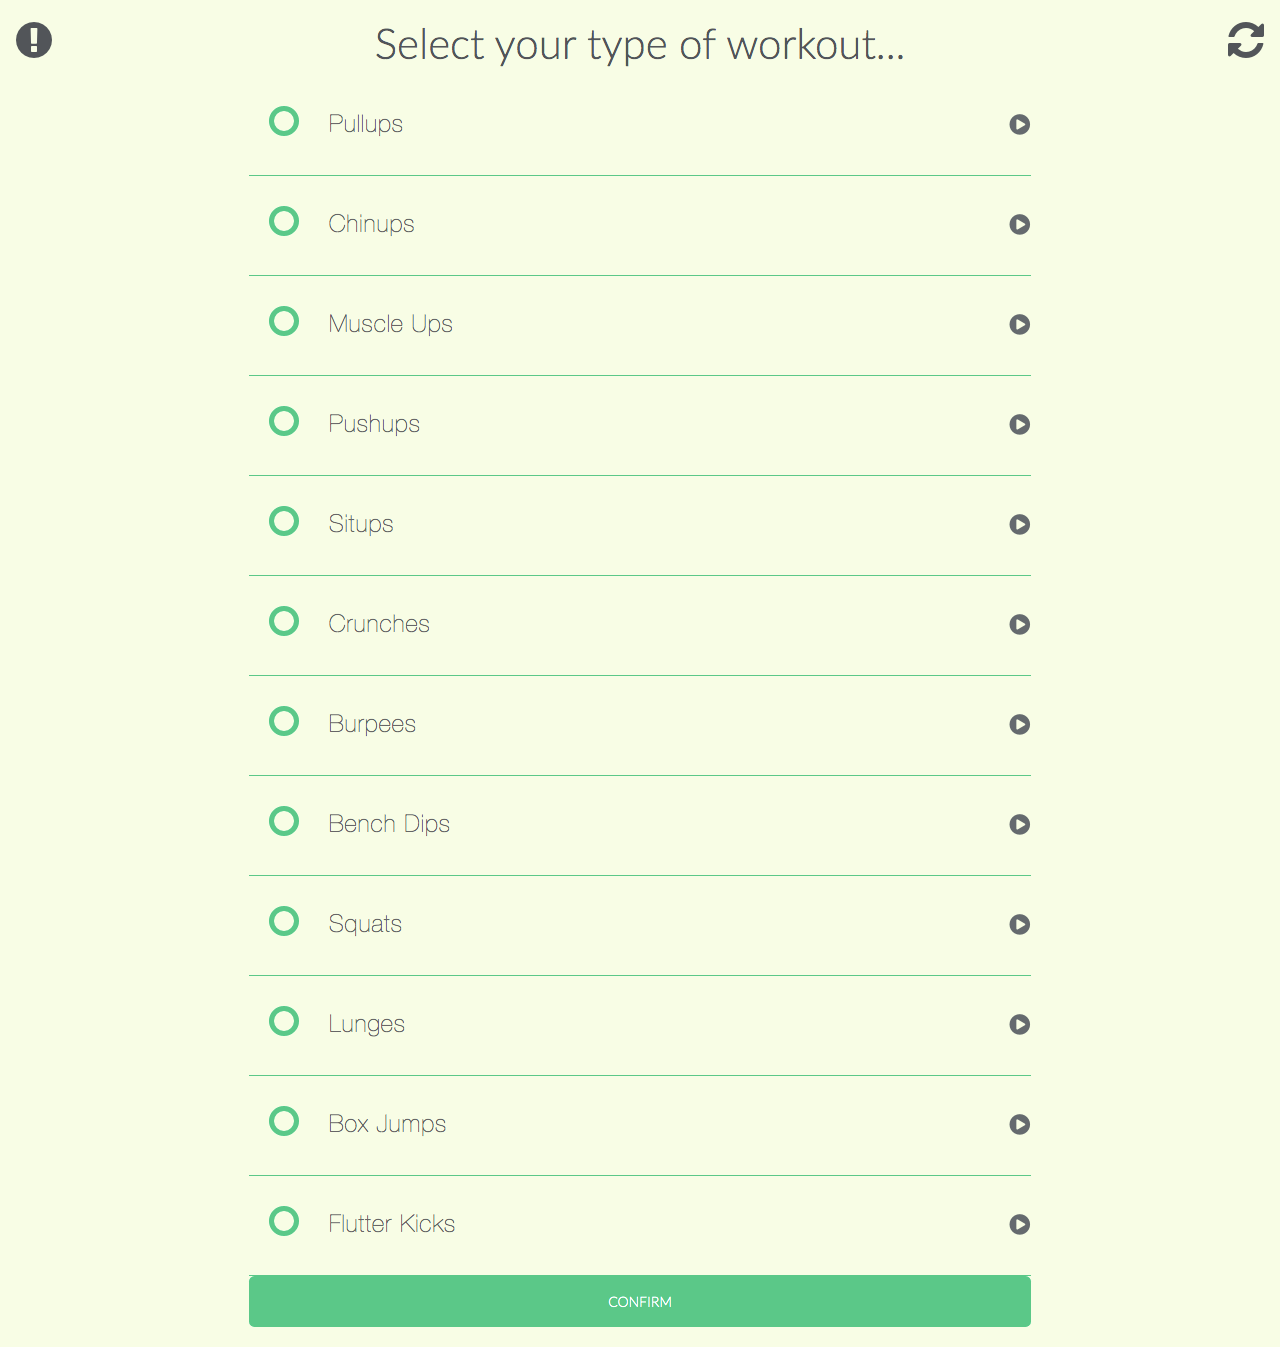 Select your type of workout...
Pullups
Chinups
Muscle Ups
Pushups
Situps
Crunches
Burpees
Bench Dips
Squats
Lunges
Box Jumps
Flutter Kicks
CONFIRM